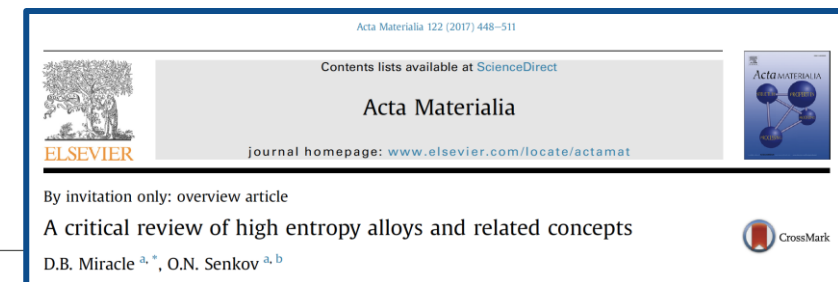 Acta Materialia 122 (2017) 448–511
Contents lists available at ScienceDirect
Acta Materialia
journal homepage: www.elsevier.com/locate/actamat
ELSEVIER
Acta MATERIALIA
By invitation only: overview article
A critical review of high entropy alloys and related concepts
CrossMark
D.B. Miracle a, *, O.N. Senkov a, b